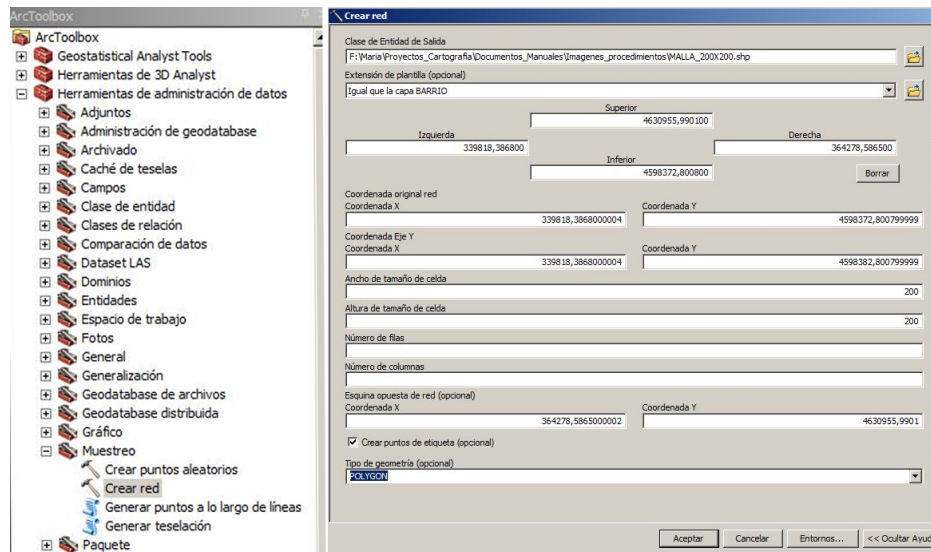 ArcToolbox
ArcToolbox
Geostatistical Analyst Tools
Herramientas de 3D Analyst
Herramientas de administración de datos
Adjuntos
Administración de geodatabase
Archivado
Caché de teselas
Campos
Clase de entidad
Clases de relación
Comparación de datos
Dataset LAS
Dominios
Entidades
Espacio de trabajo
Fotos
General
Generalización
Geodatabase de archivos
Geodatabase distribuida
Gráfico
Muestreo
Crear puntos aleatorios
Crear red
Generar puntos a lo largo de líneas
Generar teselación
Paquete
Crear red
Clase de Entidad de Salida
F:\Maria\Proyectos_Cartografia\Documentos_Manuales\Imagenes_procedimientos\MALLA_200X200.shp
Extensión de plantilla (opcional)
Igual que la capa BARRIO
Superior
4630955,990100
Izquierda Derecha
339818,386800 364278,586500
Inferior
4598372,800800 Borrar
Coordenada original red
Coordenada X Coordenada Y
339818,3868000004 4598372,800799999
Coordenada Eje Y
Coordenada X Coordenada Y
339818,3868000004 4598382,800799999
Ancho de tamaño de celda
200
Altura de tamaño de celda
200
Número de filas
Número de columnas
Esquina opuesta de red (opcional)
Coordenada X Coordenada Y
364278,5865000002 4630955,9901
Crear puntos de etiqueta (opcional)
Tipo de geometría (opcional)
POLYGON
Aceptar Cancelar Entornos... << Ocultar Ayud